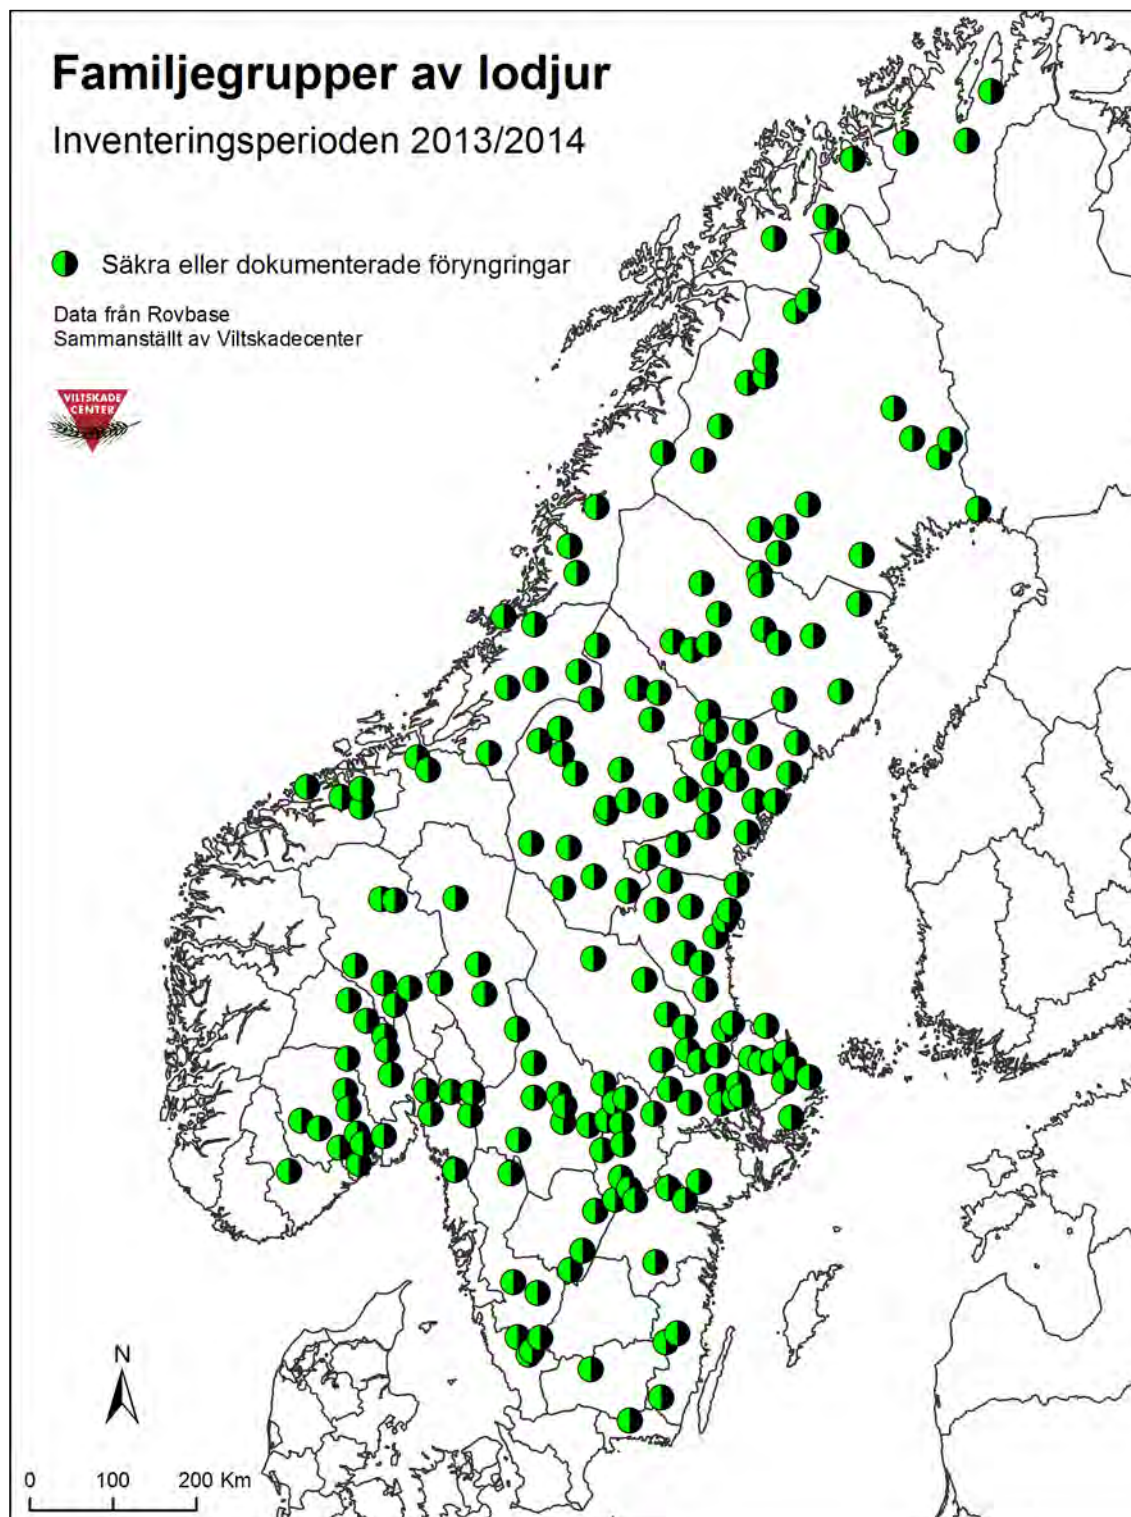 Familjegrupper av lodjur
Inventeringsperioden 2013/2014
Säkra eller dokumenterade föryngringar
Data från Rovbase
Sammanställt av Viltskadecenter
VILTSKADE
CENTER
N
0 100 200 Km